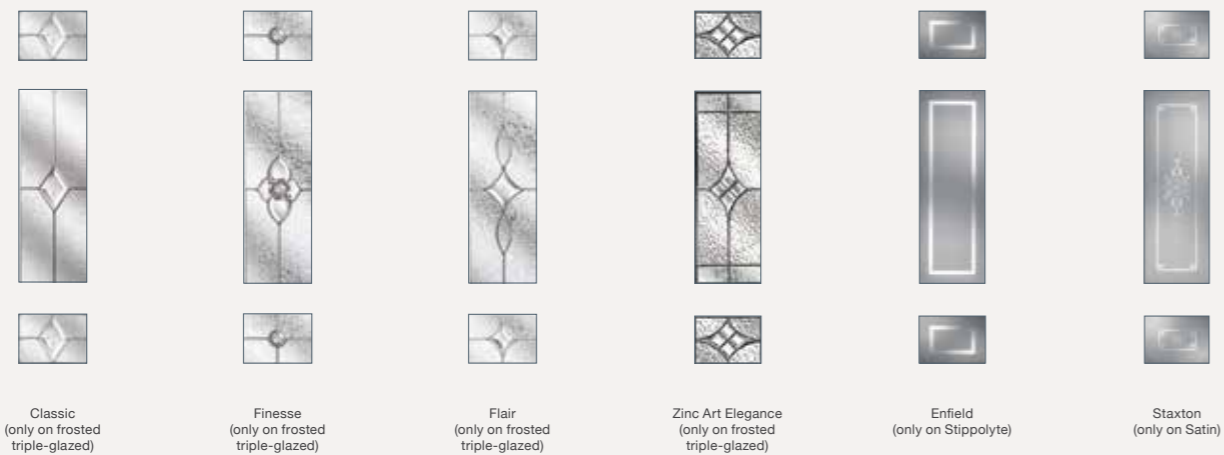 Classic
(only on frosted
triple-glazed)
Finesse
(only on frosted
triple-glazed)
Flair
(only on frosted
triple-glazed)
Zinc Art Elegance
(only on frosted
triple-glazed)
Enfield
(only on Stippolyte)
Staxton
(only on Satin)